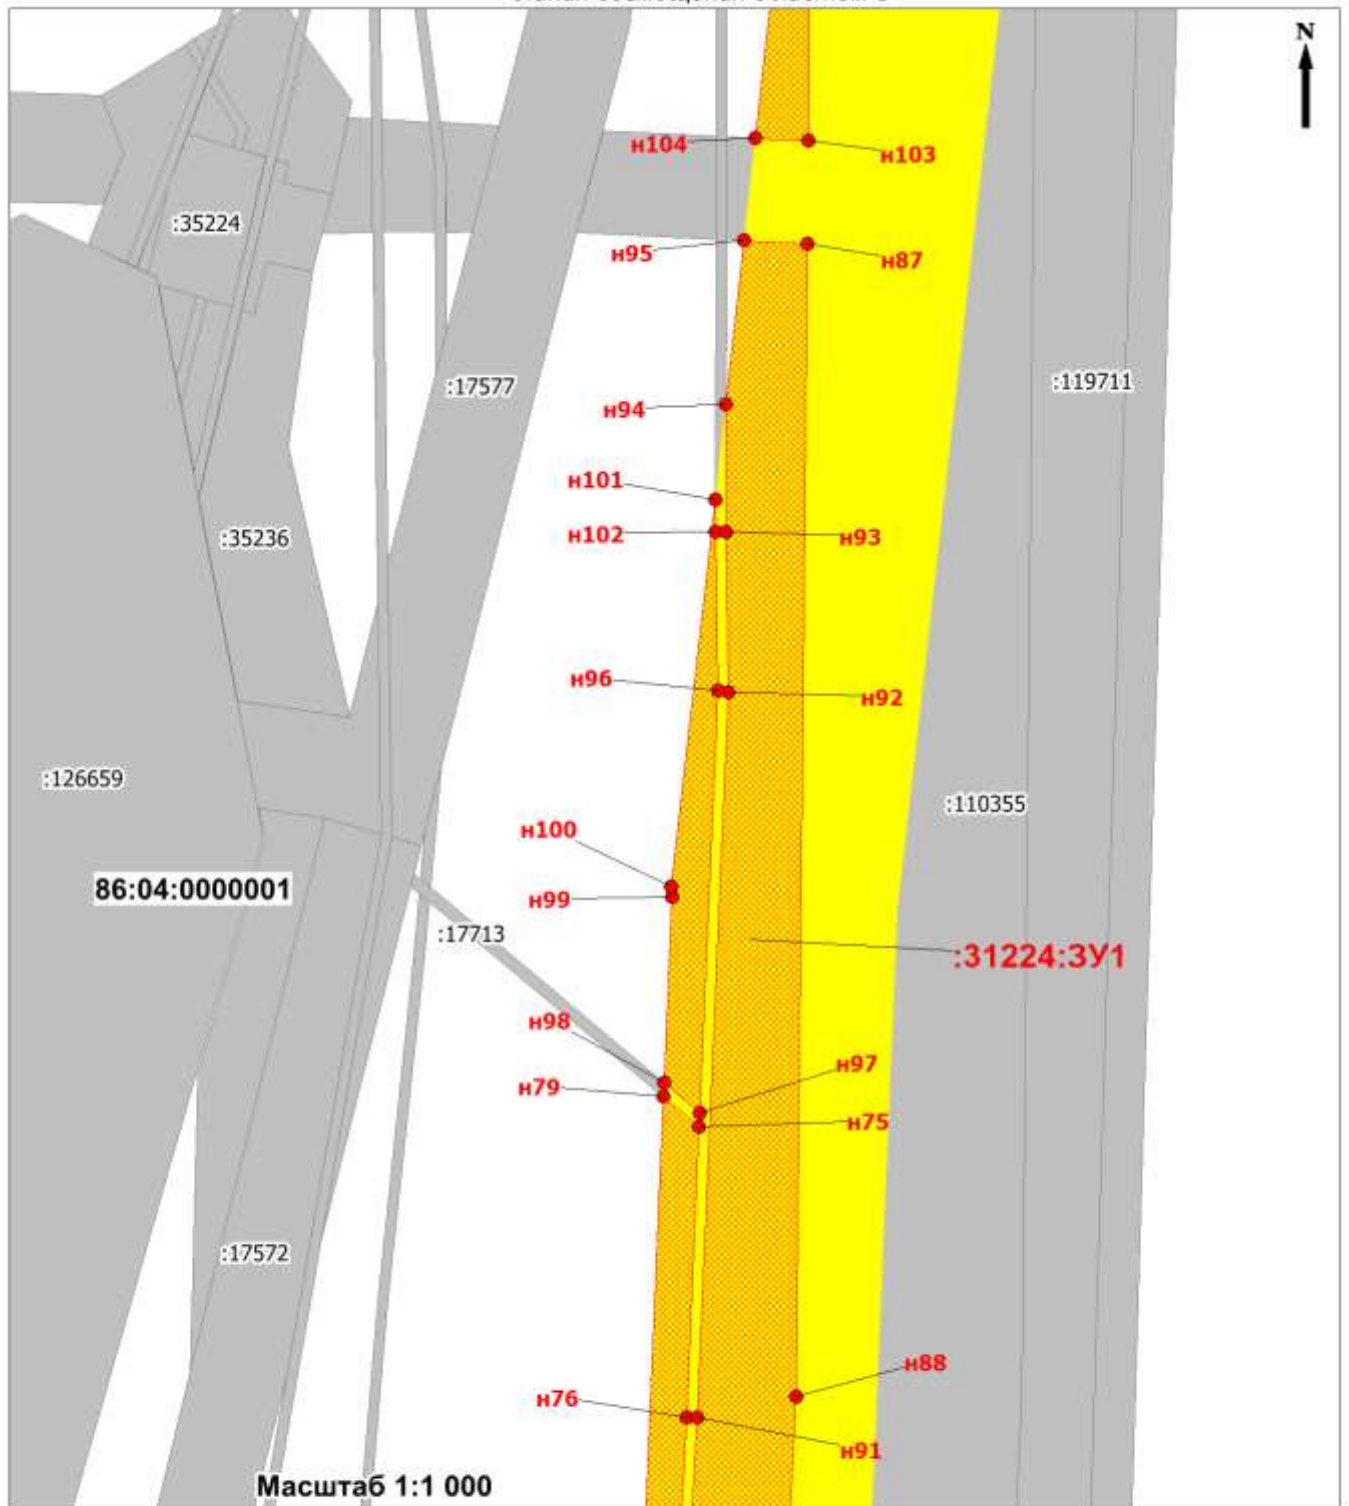 N
н104
н103
:35224
н95
н87
:119711
:17577
н94
н101
:35236
н102
н93
н96
н92
:126659
:110355
н100
86:04:0000001
н99
:17713
:31224:ЗУ1
н98
н97
н79
н75
:17572
н88
н76
н91
Масштаб 1:1 000